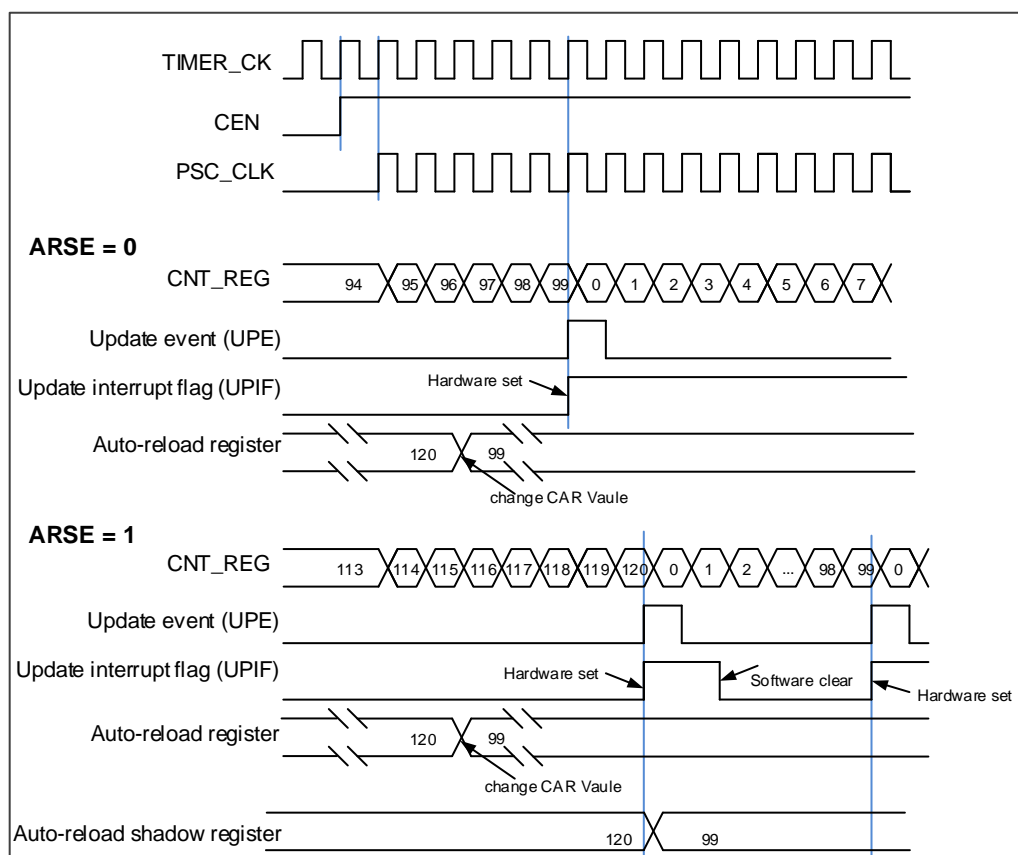 TIMER_CK
CEN
PSC_CLK
ARSE = 0
CNT_REG 94 95 96 97 98 99 0 1 2 3 4 5 6 7
Update event (UPE)
Update interrupt flag (UPIF) Hardware set
Auto-reload register 120 99
change CAR Vaule
ARSE = 1
CNT_REG 113 114 115 116 117 118 119 120 0 1 2 ... 98 99 0
Update event (UPE)
Update interrupt flag (UPIF) Hardware set Software clear Hardware set
Auto-reload register 120 99
change CAR Vaule
Auto-reload shadow register 120 99